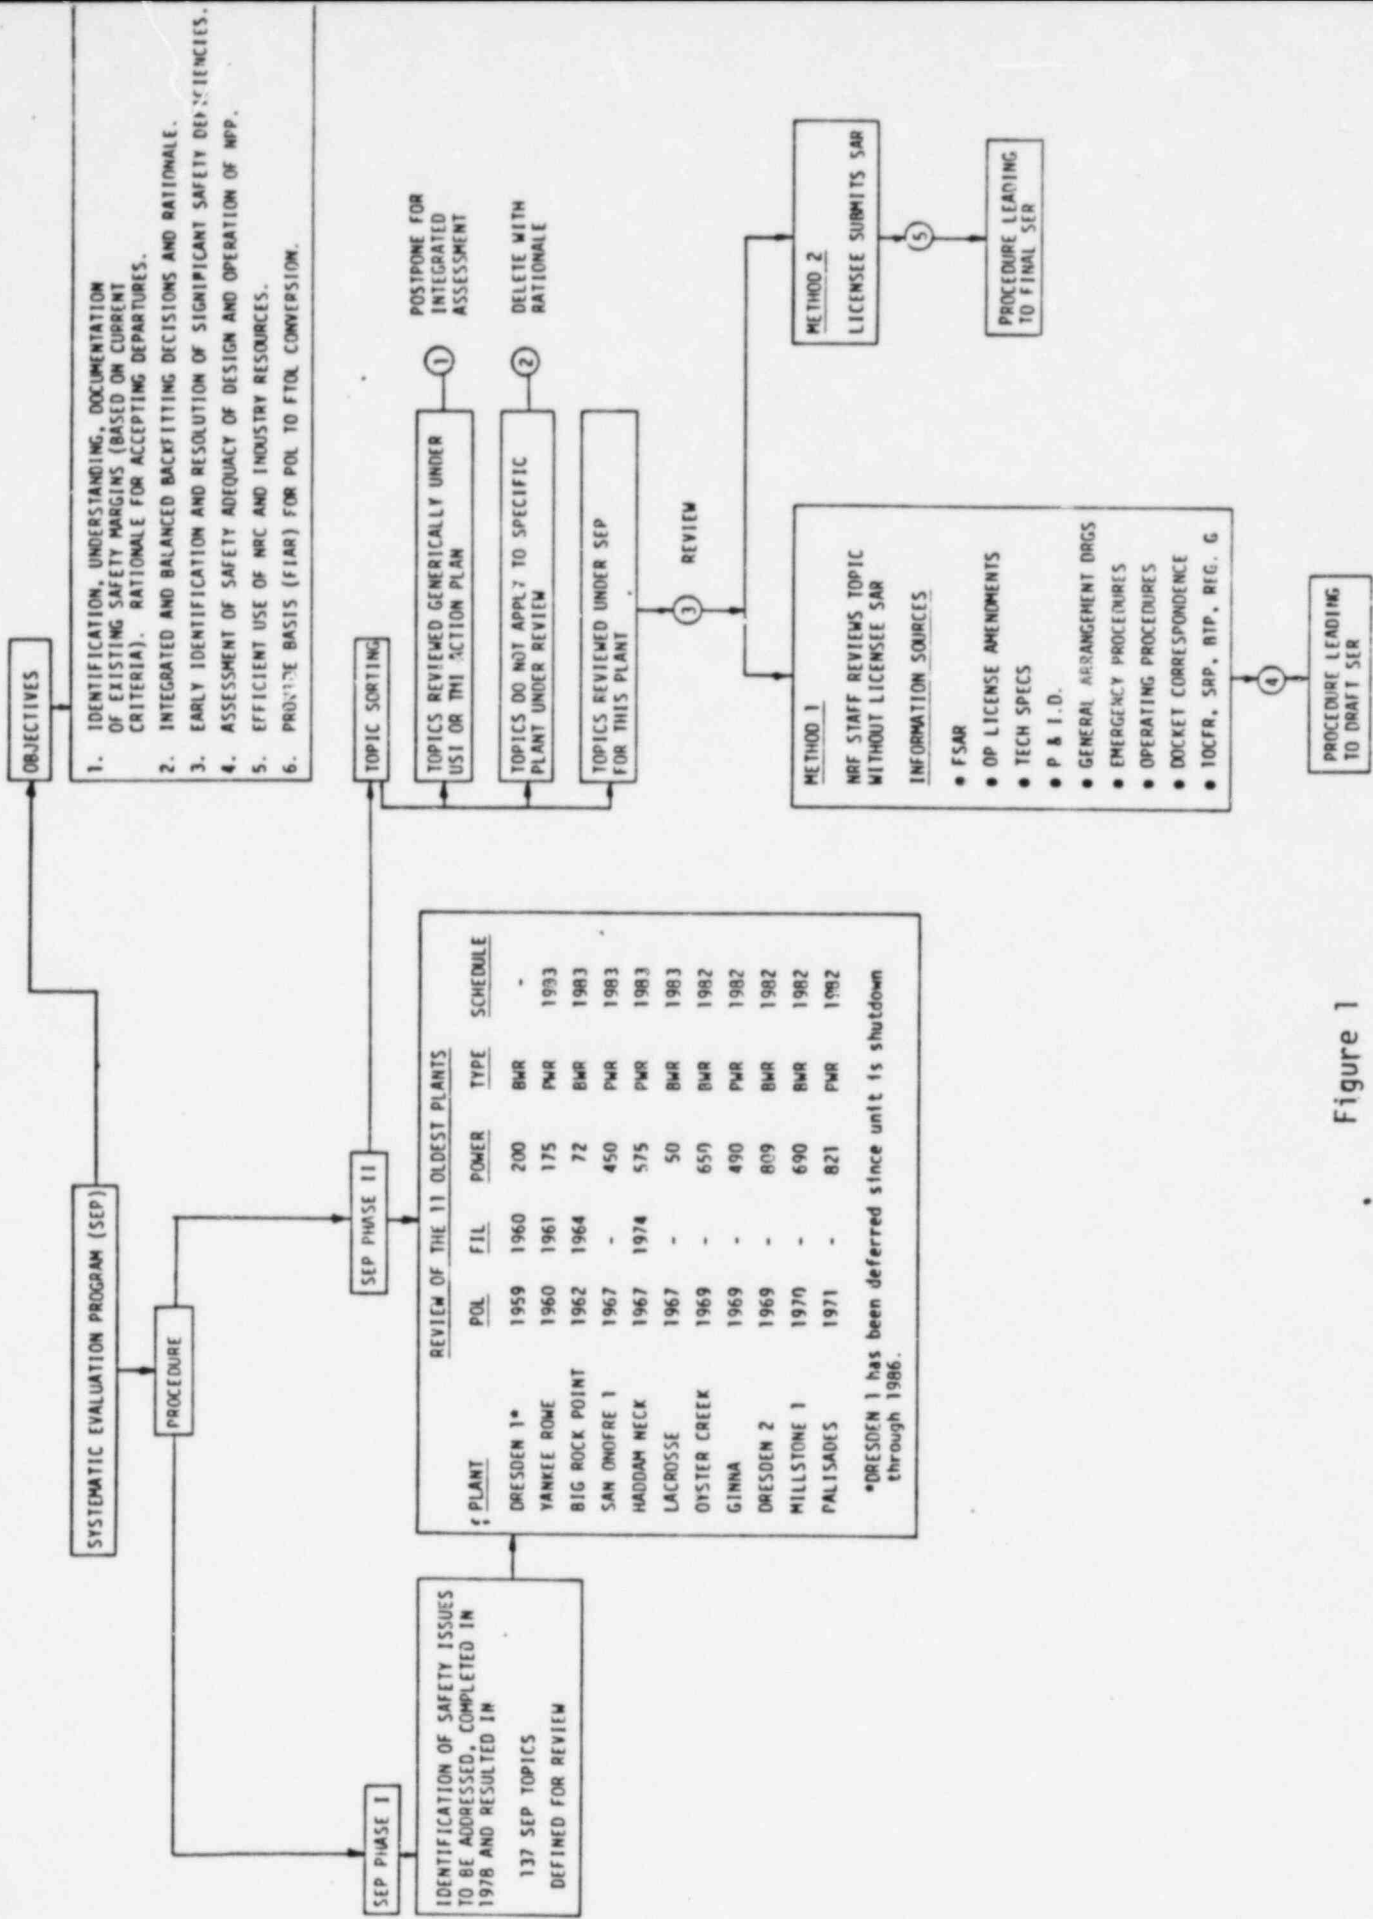 SYSTEMATIC EVALUATION PROGRAM (SEP)
OBJECTIVES
1. IDENTIFICATION, UNDERSTANDING, DOCUMENTATION
OF EXISTING SAFETY MARGINS (BASED ON CURRENT
CRITERIA). RATIONALE FOR ACCEPTING DEPARTURES.
2. INTEGRATED AND BALANCED BACKFITTING DECISIONS AND RATIONALE.
3. EARLY IDENTIFICATION AND RESOLUTION OF SIGNIFICANT SAFETY DEFICIENCIES.
4. ASSESSMENT OF SAFETY ADEQUACY OF DESIGN AND OPERATION OF NPP.
5. EFFICIENT USE OF NRC AND INDUSTRY RESOURCES.
6. PROVIDE BASIS (FIAR) FOR POL TO FTOL CONVERSION.
PROCEDURE
SEP PHASE I
IDENTIFICATION OF SAFETY ISSUES
TO BE ADDRESSED, COMPLETED IN
1978 AND RESULTED IN
137 SEP TOPICS
DEFINED FOR REVIEW
SEP PHASE II
REVIEW OF THE 11 OLDEST PLANTS
PLANT POL FIL POWER TYPE SCHEDULE
DRESDEN 1* 1959 1960 200 BWR -
YANKEE ROWE 1960 1961 175 PWR 1983
BIG ROCK POINT 1962 1964 72 BWR 1983
SAN ONOFRE 1 1967 - 450 PWR 1983
HADDAM NECK 1967 1974 575 PWR 1983
LACROSSE 1967 - 50 BWR 1983
OYSTER CREEK 1969 - 650 BWR 1982
GINNA 1969 - 490 PWR 1982
DRESDEN 2 1969 - 809 BWR 1982
MILLSTONE 1 1970 - 690 BWR 1982
PALISADES 1971 - 821 PWR 1982
*DRESDEN 1 has been deferred since unit is shutdown
through 1986.
TOPIC SORTING
TOPICS REVIEWED GENERICALLY UNDER
USI OR TMI ACTION PLAN
1
POSTPONE FOR
INTEGRATED
ASSESSMENT
TOPICS DO NOT APPLY TO SPECIFIC
PLANT UNDER REVIEW
2
DELETE WITH
RATIONALE
TOPICS REVIEWED UNDER SEP
FOR THIS PLANT
3 REVIEW
METHOD 1
NRF STAFF REVIEWS TOPIC
WITHOUT LICENSEE SAR
INFORMATION SOURCES
• FSAR
• OP LICENSE AMENDMENTS
• TECH SPECS
• P & I.D.
• GENERAL ARRANGEMENT DRGS
• EMERGENCY PROCEDURES
• OPERATING PROCEDURES
• DOCKET CORRESPONDENCE
• 10CFR, SRP, BTP, REG. G
4
PROCEDURE LEADING
TO DRAFT SER
METHOD 2
LICENSEE SUBMITS SAR
5
PROCEDURE LEADING
TO FINAL SER
Figure 1